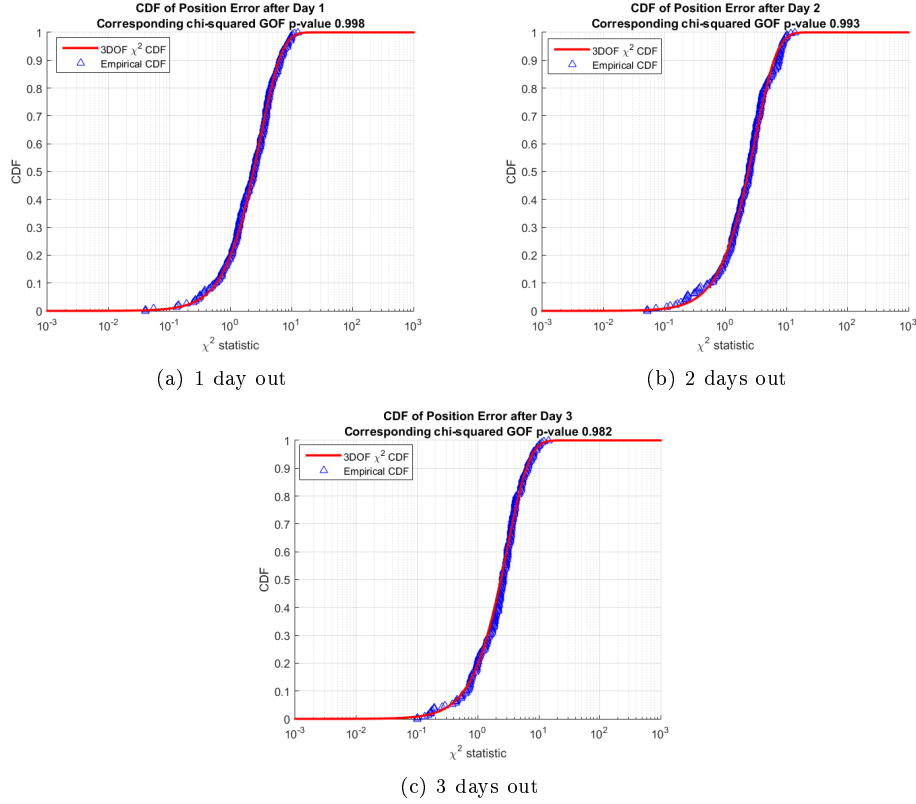 CDF of Position Error after Day 1
Corresponding chi-squared GOF p-value 0.998
1
0.9
0.8
0.7
0.6
0.5
0.4
0.3
0.2
0.1
0
CDF
3DOF χ² CDF
Empirical CDF
10⁻³ 10⁻² 10⁻¹ 10⁰ 10¹ 10² 10³
χ² statistic
(a) 1 day out
CDF of Position Error after Day 2
Corresponding chi-squared GOF p-value 0.993
1
0.9
0.8
0.7
0.6
0.5
0.4
0.3
0.2
0.1
0
CDF
3DOF χ² CDF
Empirical CDF
10⁻³ 10⁻² 10⁻¹ 10⁰ 10¹ 10² 10³
χ² statistic
(b) 2 days out
CDF of Position Error after Day 3
Corresponding chi-squared GOF p-value 0.982
1
0.9
0.8
0.7
0.6
0.5
0.4
0.3
0.2
0.1
0
CDF
3DOF χ² CDF
Empirical CDF
10⁻³ 10⁻² 10⁻¹ 10⁰ 10¹ 10² 10³
χ² statistic
(c) 3 days out